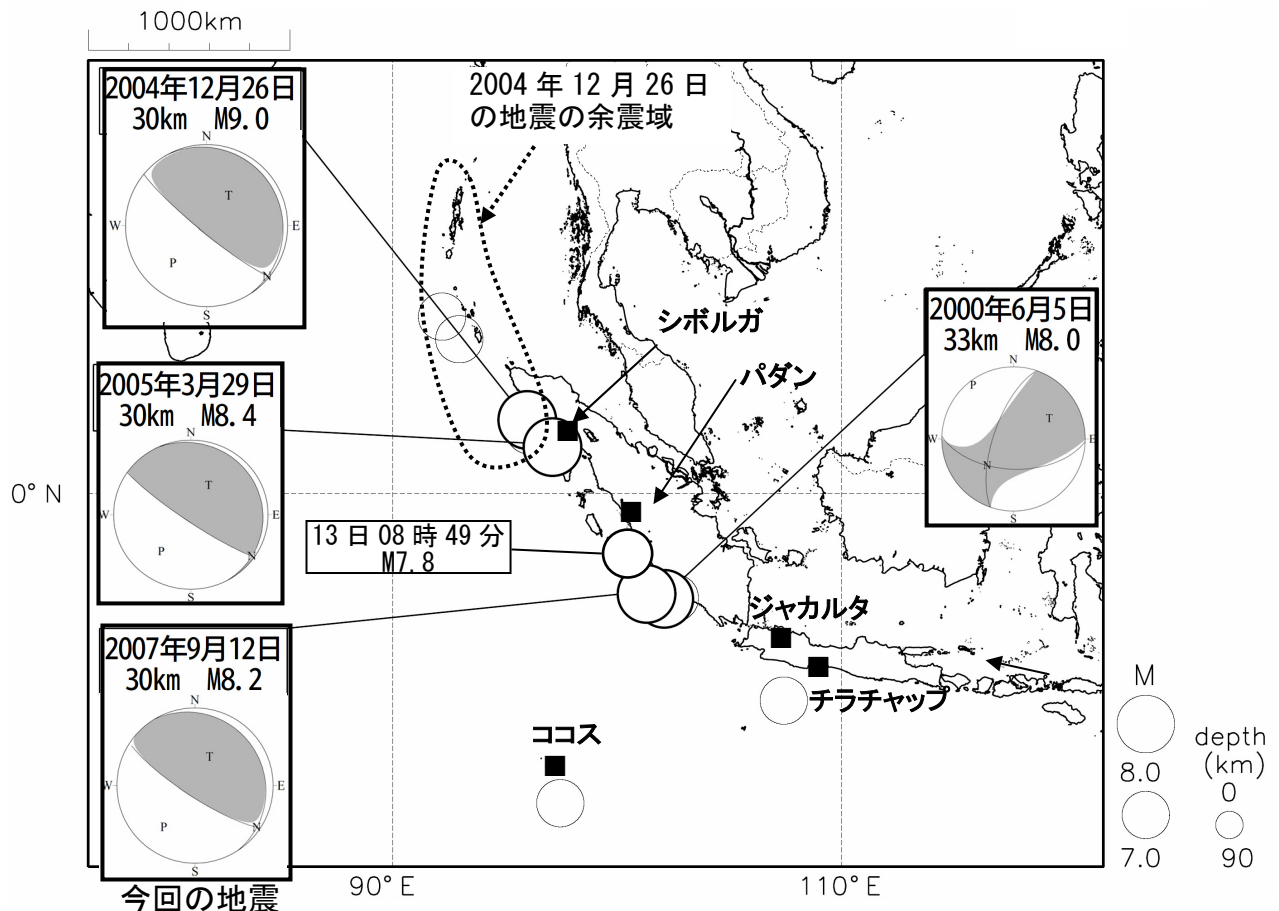 1000km
2004年12月26日
30km M9.0
N
T
W
E
P
N
S
2004 年 12 月 26 日
の地震の余震域
シボルガ
パダン
2000年6月5日
33km M8.0
N
P
T
W
E
N
S
2005年3月29日
30km M8.4
N
T
W
E
P
N
S
0°N
13 日 08 時 49 分
M7.8
2007年9月12日
30km M8.2
N
T
W
E
P
N
S
今回の地震
ジャカルタ
チラチャップ
ココス
M
8.0
7.0
depth
(km)
0
90
90°E
110°E